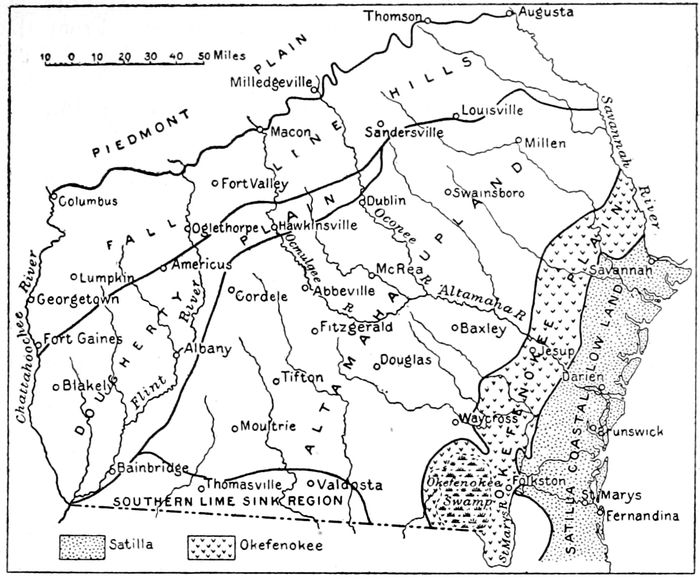 Thomson
Augusta
10 0 10 20 30 40 50 Miles
PIEDMONT PLAIN
Milledgeville
FALL LINE HILLS
Louisville
Macon
Sandersville
Millen
Savannah River
Fort Valley
Swainsboro
Columbus
Dublin
Oconee R
Oglethorpe
Hawkinsville
DOUGHERTY PLAIN
ALTAMAHA UPLAND
OKEFENOKEE PLAIN
Ocmulgee R
Americus
McRea
Savannah
Lumpkin
Chattahoochee River
Georgetown
Cordele
Abbeville
Altamaha R
Fitzgerald
Baxley
Fort Gaines
Flint River
Albany
Jesup
Douglas
Darien
Blakely
Tifton
Waycross
Brunswick
Moultrie
SATILLA COASTAL LOW LAND
Bainbridge
Thomasville
Valdosta
Okefenokee
Swamp
Folkston
St. Marys R
St. Marys
SOUTHERN LIME SINK REGION
Fernandina
Satilla
Okefenokee